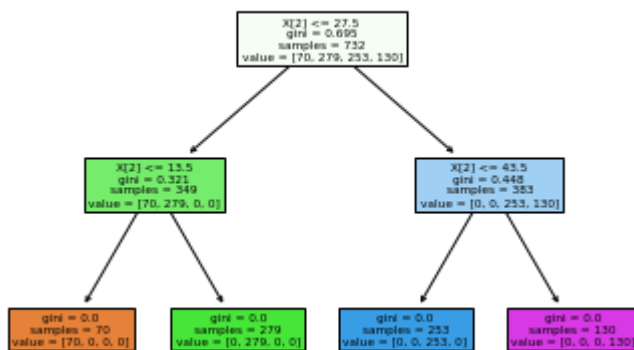 X[2] <= 27.5
gini = 0.695
samples = 732
value = [70, 279, 253, 130]
X[2] <= 13.5
gini = 0.321
samples = 349
value = [70, 279, 0, 0]
X[2] <= 43.5
gini = 0.448
samples = 383
value = [0, 0, 253, 130]
gini = 0.0
samples = 70
value = [70, 0, 0, 0]
gini = 0.0
samples = 279
value = [0, 279, 0, 0]
gini = 0.0
samples = 253
value = [0, 0, 253, 0]
gini = 0.0
samples = 130
value = [0, 0, 0, 130]